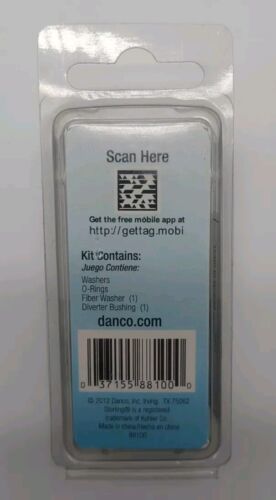 Scan Here
Get the free mobile app at
http://gettag.mobi
Kit Contains:
Juego Contiene:
Washers
O-Rings
Fiber Washer (1)
Diverter Bushing (1)
danco.com
0 37155 88100 0
© 2012 Danco, Inc. Irving, TX 75062
Sterling® is a registered
trademark of Kohler Co.
Made in china/Hecho en china
88100